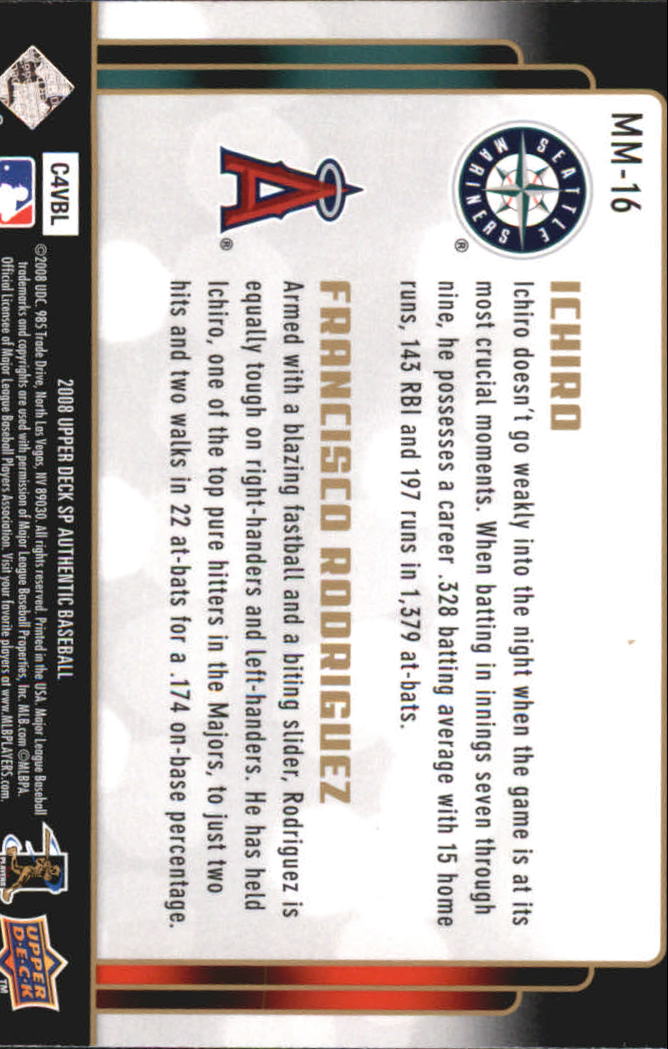 MM-16
SEATTLE
MARINERS
®
ICHIRO
Ichiro doesn't go weakly into the night when the game is at its
most crucial moments. When batting in innings seven through
nine, he possesses a career .328 batting average with 15 home
runs, 143 RBI and 197 runs in 1,379 at-bats.
A
®
FRANCISCO RODRIGUEZ
Armed with a blazing fastball and a biting slider, Rodriguez is
equally tough on right-handers and left-handers. He has held
Ichiro, one of the top pure hitters in the Majors, to just two
hits and two walks in 22 at-bats for a .174 on-base percentage.
C4VBL
2008 UPPER DECK SP AUTHENTIC BASEBALL
©2008 UDC. 985 Trade Drive, North Las Vegas, NV 89030. All rights reserved. Printed in the USA. Major League Baseball
trademarks and copyrights are used with permission of Major League Baseball Properties, Inc. MLB.com ©MLBPA.
Official Licensee of Major League Baseball Players Association. Visit your favorite players at www.MLBPLAYERS.com.
PLAYERS
UPPER
DECK
TM